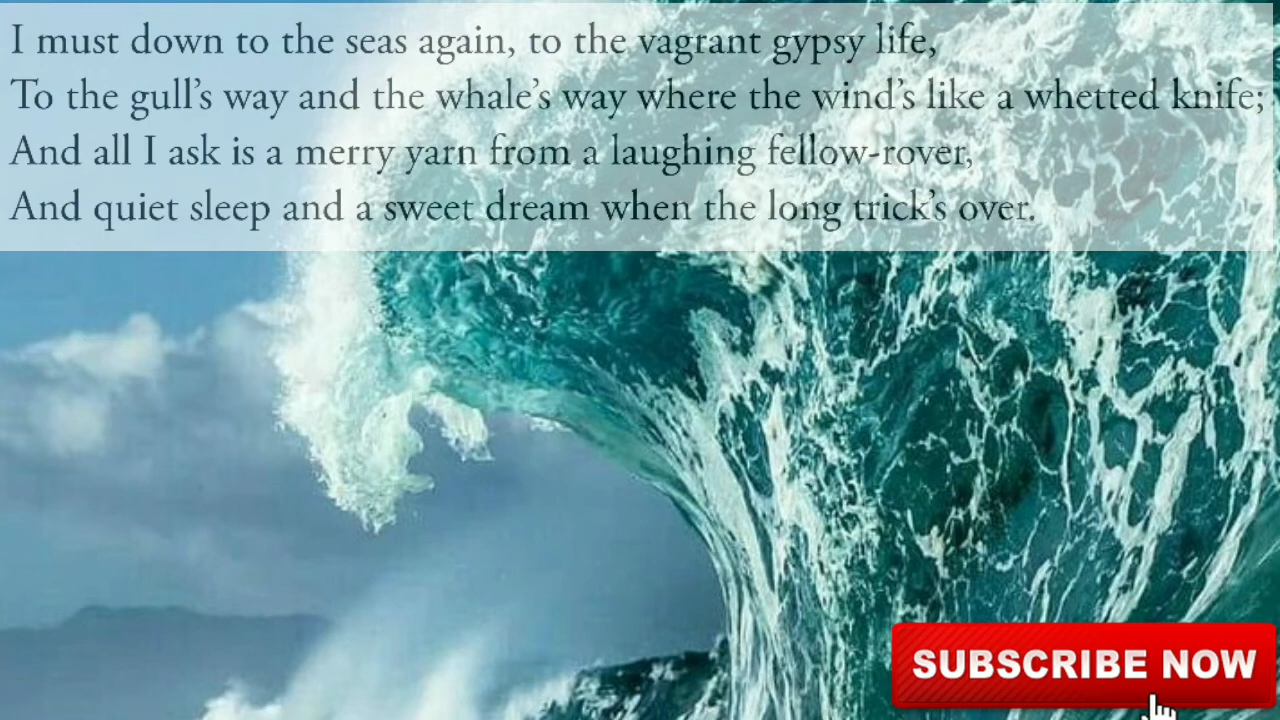 I must down to the seas again, to the vagrant gypsy life,
To the gull's way and the whale's way where the wind's like a whetted knife;
And all I ask is a merry yarn from a laughing fellow-rover,
And quiet sleep and a sweet dream when the long trick's over.
SUBSCRIBE NOW